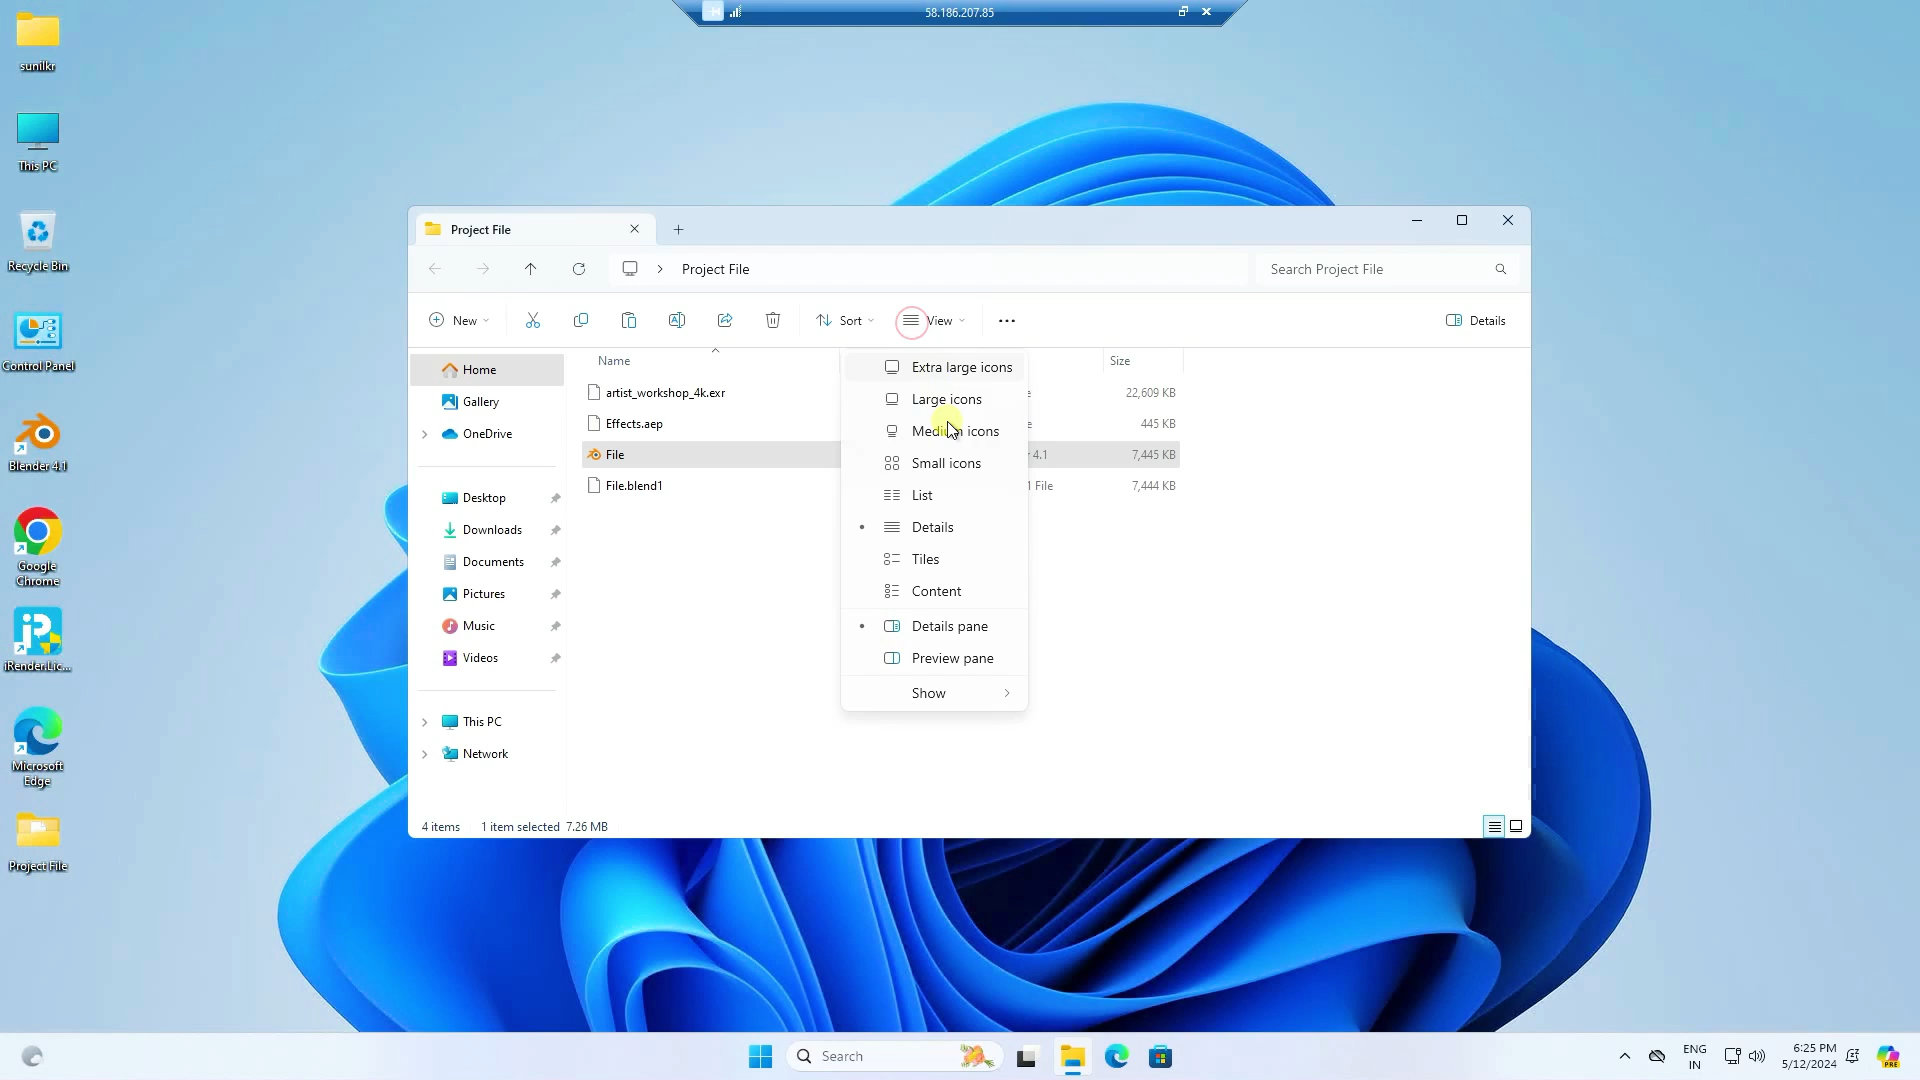 58.186.207.85
sunilkr
This PC
Recycle Bin
Control Panel
Blender 4.1
Google
Chrome
iRender.Lic...
Microsoft
Edge
Project File
Project File
Project File
Search Project File
New
Sort
View
Details
Home
Gallery
OneDrive
Desktop
Downloads
Documents
Pictures
Music
Videos
This PC
Network
Name
Size
artist_workshop_4k.exr
22,609 KB
Effects.aep
445 KB
File
4.1
7,445 KB
File.blend1
File
7,444 KB
Extra large icons
Large icons
Medium icons
Small icons
List
Details
Tiles
Content
Details pane
Preview pane
Show
4 items
1 item selected 7.26 MB
Search
ENG
IN
6:25 PM
5/12/2024
PRE